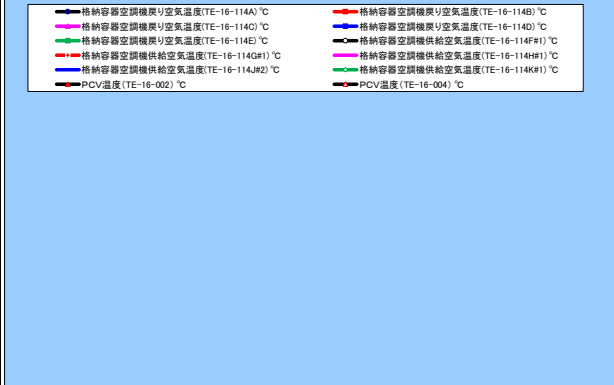 格納容器空調機戻り空気温度(TE-16-114A)℃ 格納容器空調機戻り空気温度(TE-16-114B)℃
格納容器空調機戻り空気温度(TE-16-114C)℃ 格納容器空調機戻り空気温度(TE-16-114D)℃
格納容器空調機戻り空気温度(TE-16-114E)℃ 格納容器空調機供給空気温度(TE-16-114F#1)℃
格納容器空調機供給空気温度(TE-16-114G#1)℃ 格納容器空調機供給空気温度(TE-16-114H#1)℃
格納容器空調機供給空気温度(TE-16-114J#2)℃ 格納容器空調機供給空気温度(TE-16-114K#1)℃
PCV温度(TE-16-002)℃ PCV温度(TE-16-004)℃